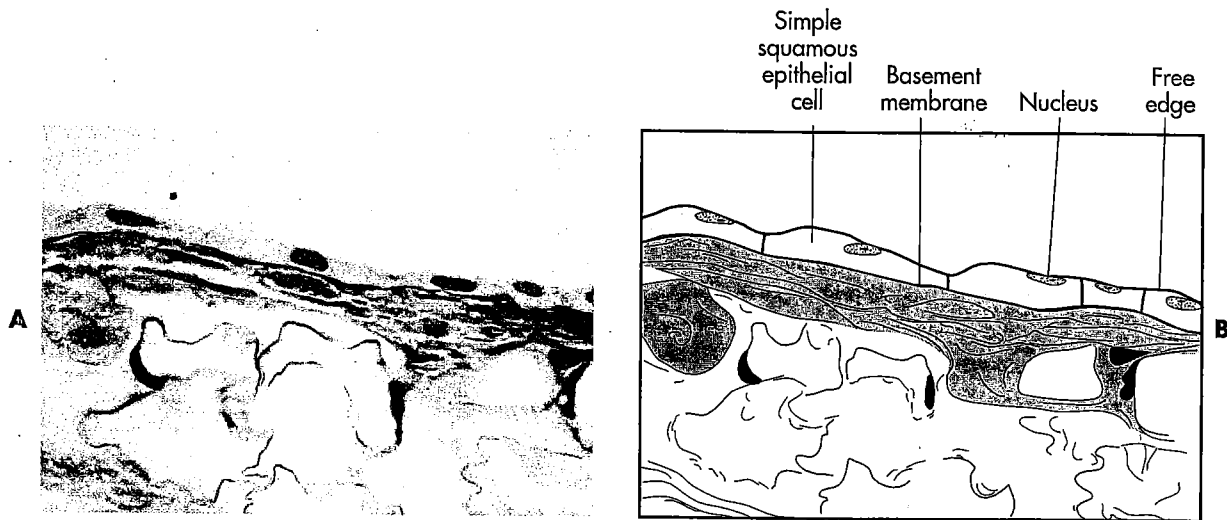 Simple
squamous
epithelial
cell
Basement
membrane
Nucleus
Free
edge
A
B